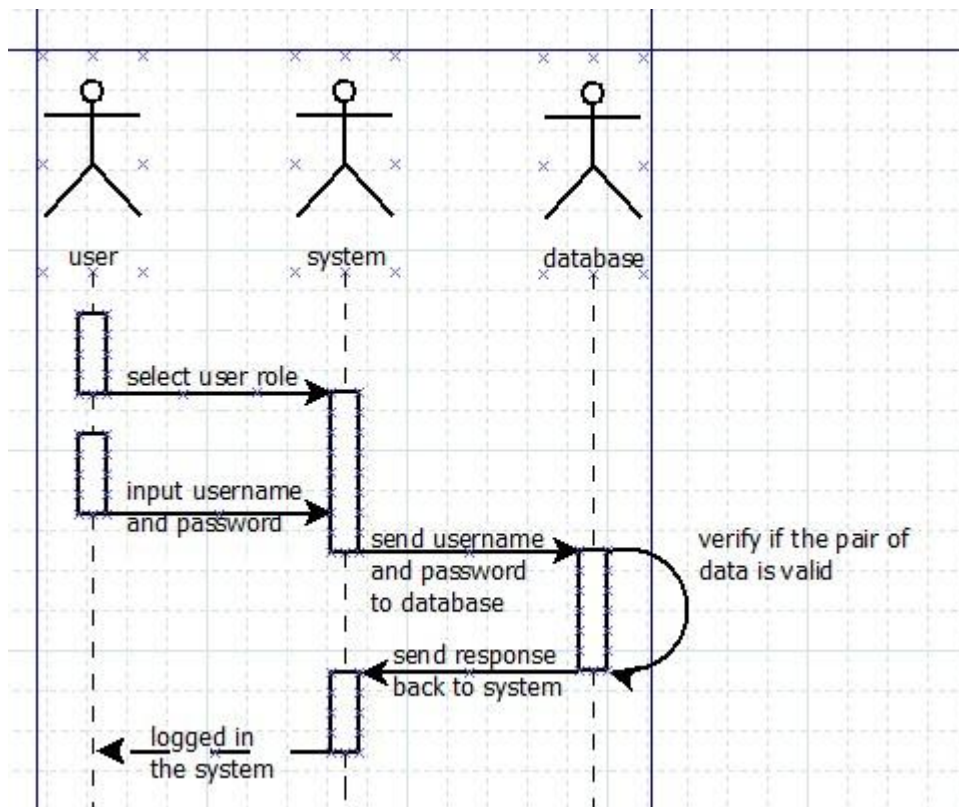 user
system
database
select user role
input username
and password
send username
and password
to database
verify if the pair of
data is valid
send response
back to system
logged in
the system